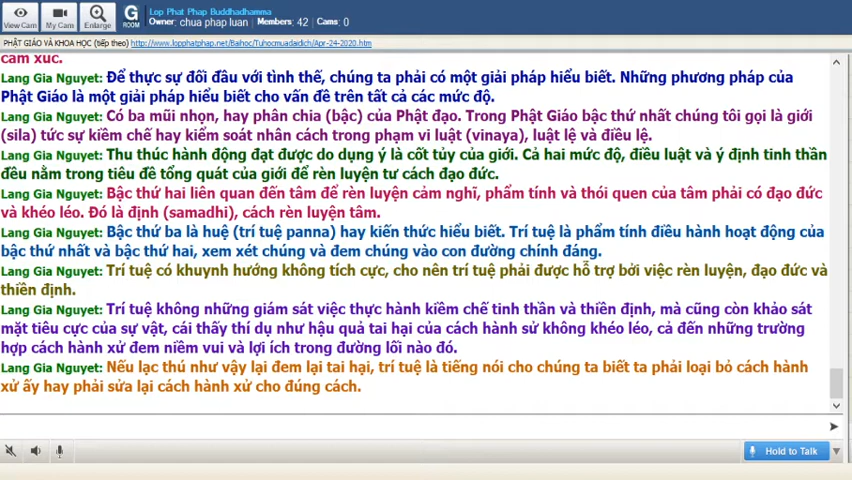 View Cam
My Cam
Enlarge
G
ROOM
Lop Phat Phap Buddhadhamma
Owner: chua phap luan Members: 42 Cams: 0
PHẬT GIÁO VÀ KHOA HỌC (tiếp theo) http://www.lopphatphap.net/Baihoc/Tuhocmuadaidich/Apr-24-2020.htm
cảm xúc.
Lang Gia Nguyet: Để thực sự đối đầu với tình thế, chúng ta phải có một giải pháp hiểu biết. Những phương pháp của
Phật Giáo là một giải pháp hiểu biết cho vấn đề trên tất cả các mức độ.
Lang Gia Nguyet: Có ba mũi nhọn, hay phân chia (bậc) của Phật đạo. Trong Phật Giáo bậc thứ nhất chúng tôi gọi là giới
(sila) tức sự kiềm chế hay kiểm soát nhân cách trong phạm vi luật (vinaya), luật lệ và điều lệ.
Lang Gia Nguyet: Thu thúc hành động đạt được do dụng ý là cốt tủy của giới. Cả hai mức độ, điều luật và ý định tinh thần
đều nằm trong tiêu đề tổng quát của giới để rèn luyện tư cách đạo đức.
Lang Gia Nguyet: Bậc thứ hai liên quan đến tâm để rèn luyện cảm nghĩ, phẩm tính và thói quen của tâm phải có đạo đức
và khéo léo. Đó là định (samadhi), cách rèn luyện tâm.
Lang Gia Nguyet: Bậc thứ ba là huệ (trí tuệ panna) hay kiến thức hiểu biết. Trí tuệ là phẩm tính điều hành hoạt động của
bậc thứ nhất và bậc thứ hai, xem xét chúng và đem chúng vào con đường chính đáng.
Lang Gia Nguyet: Trí tuệ có khuynh hướng không tích cực, cho nên trí tuệ phải được hỗ trợ bởi việc rèn luyện, đạo đức và
thiền định.
Lang Gia Nguyet: Trí tuệ không những giám sát việc thực hành kiềm chế tinh thần và thiền định, mà cũng còn khảo sát
mặt tiêu cực của sự vật, cái thấy thí dụ như hậu quả tai hại của cách hành sử không khéo léo, cả đến những trường
hợp cách hành xử đem niềm vui và lợi ích trong đường lối nào đó.
Lang Gia Nguyet: Nếu lạc thú như vậy lại đem lại tai hại, trí tuệ là tiếng nói cho chúng ta biết ta phải loại bỏ cách hành
xử ấy hay phải sửa lại cách hành xử cho đúng cách.
Hold to Talk